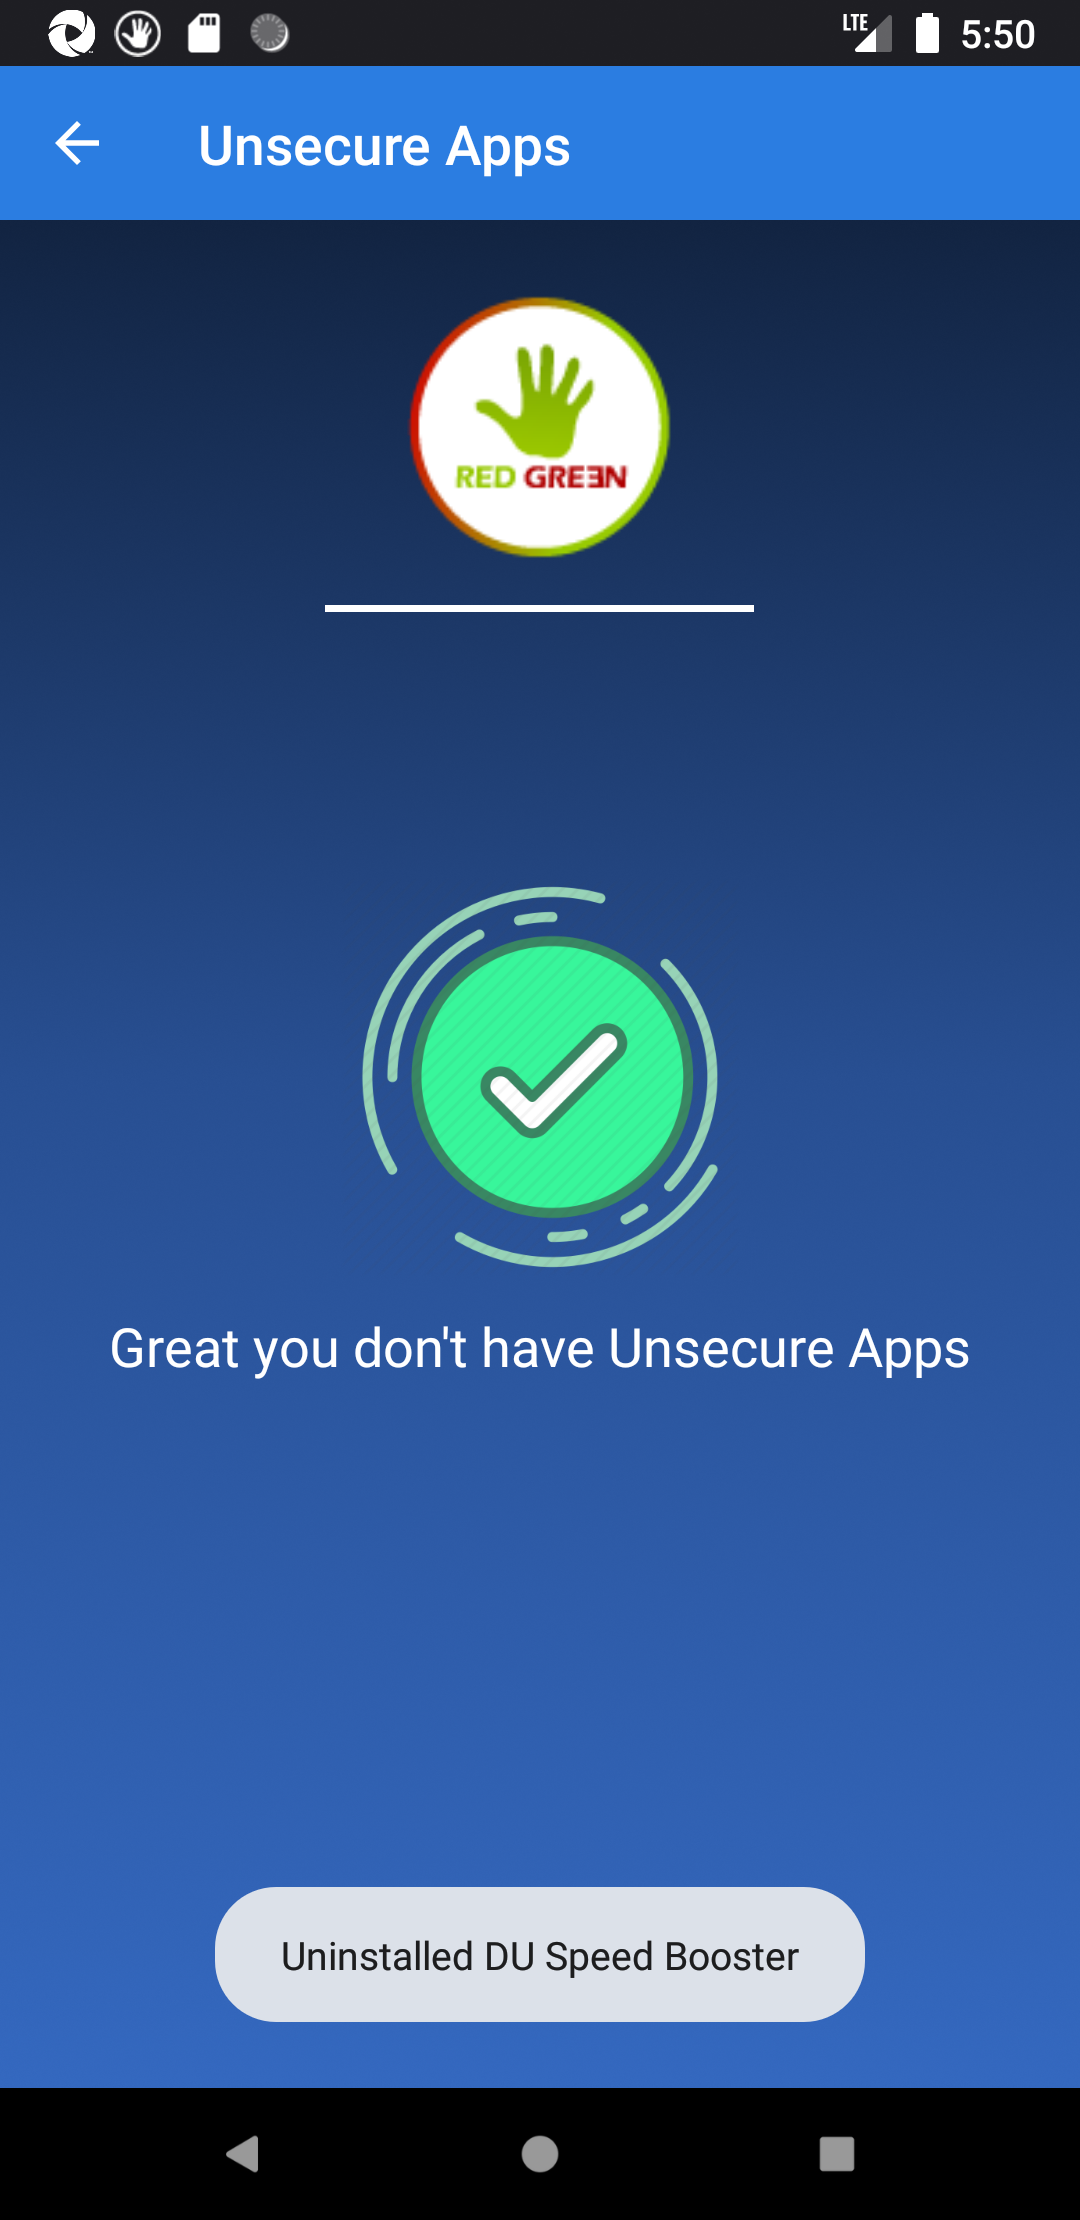 LTE 5:50
Unsecure Apps
RED GREEN
Great you don't have Unsecure Apps
Uninstalled DU Speed Booster